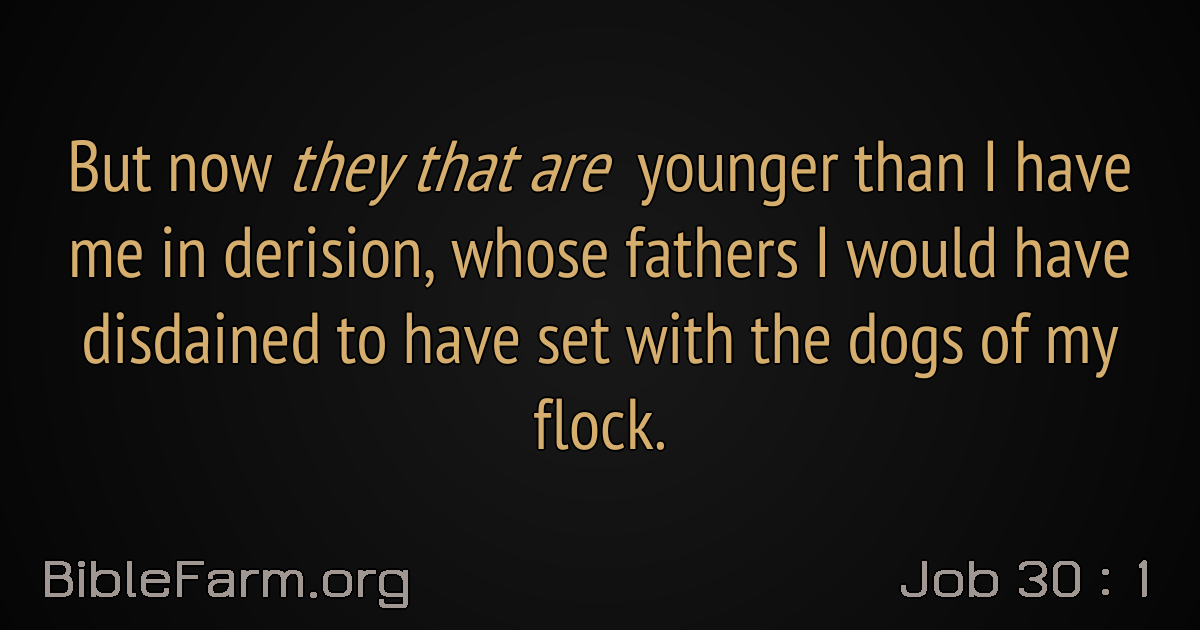 But now they that are younger than I have
me in derision, whose fathers I would have
disdained to have set with the dogs of my
flock.
BibleFarm.org
Job 30 : 1